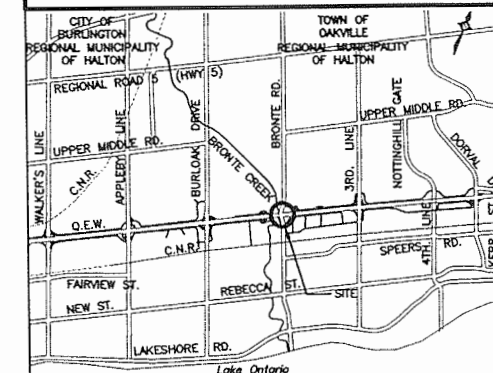 CITY OF
BURLINGTON
REGIONAL MUNICIPALITY
OF HALTON
TOWN OF
OAKVILLE
REGIONAL MUNICIPALITY
OF HALTON
REGIONAL ROAD 5 (HWY 5)
UPPER MIDDLE RD.
UPPER MIDDLE RD.
WALKER'S LINE
C.N.R.
APPLEBY LINE
BURLOAK DRIVE
BRONTE CREEK
BRONTE RD.
3RD. LINE
NOTTINGHILL GATE
DORVAL
Q.E.W.
C.N.R.
SPEERS RD.
4TH. LINE
KERR
FAIRVIEW ST.
NEW ST.
REBECCA ST.
SITE
LAKESHORE RD.
Lake Ontario